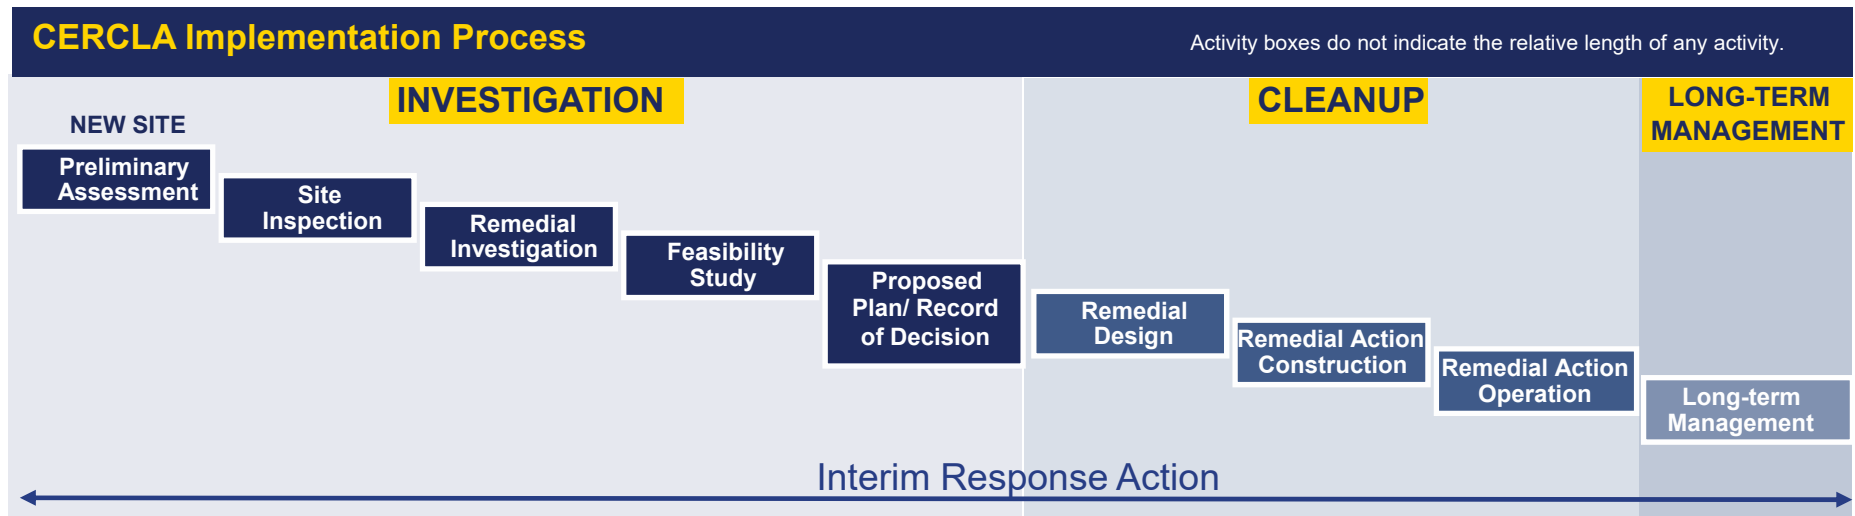 CERCLA Implementation Process
Activity boxes do not indicate the relative length of any activity.
INVESTIGATION
CLEANUP
LONG-TERM
MANAGEMENT
NEW SITE
Preliminary
Assessment
Site
Inspection
Remedial
Investigation
Feasibility
Study
Proposed
Plan/ Record
of Decision
Remedial
Design
Remedial Action
Construction
Remedial Action
Operation
Long-term
Management
Interim Response Action